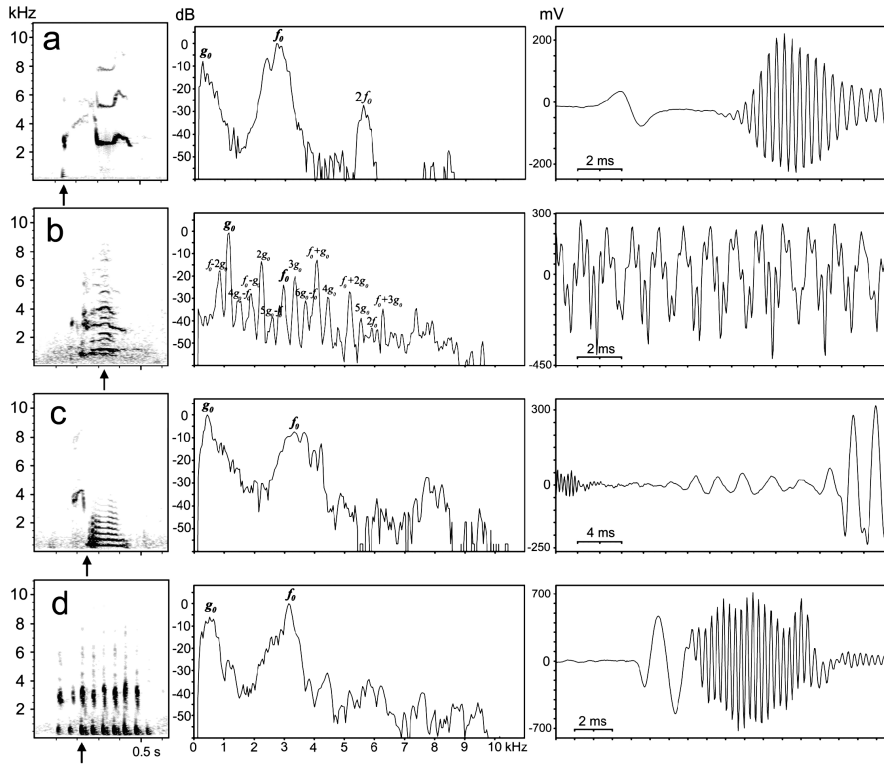 kHz
dB
mV
a
10
8
6
4
2
0
-10
-20
-30
-40
-50
g₀
f₀
2f₀
200
0
-200
2 ms
b
10
8
6
4
2
0
-10
-20
-30
-40
-50
g₀
f₀-2g₀
4g₀-f₀
f₀-g₀
2g₀
5g₀-f₀
f₀
3g₀
6g₀-f₀
f₀+g₀
4g₀
f₀+2g₀
5g₀
2f₀
f₀+3g₀
300
0
-450
2 ms
c
10
8
6
4
2
0
-10
-20
-30
-40
-50
g₀
f₀
300
0
-250
4 ms
d
10
8
6
4
2
0.5 s
0
-10
-20
-30
-40
-50
g₀
f₀
0 1 2 3 4 5 6 7 8 9 10 kHz
700
0
-700
2 ms